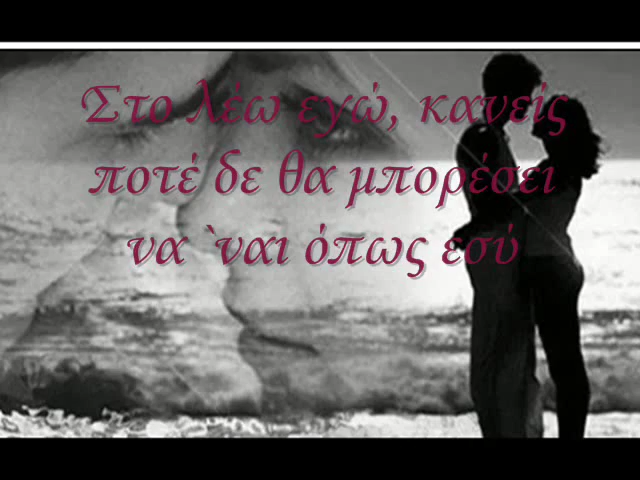 Στο λέω εγώ, κανείς
ποτέ δε θα μπορέσει
να `ναι όπως εσύ